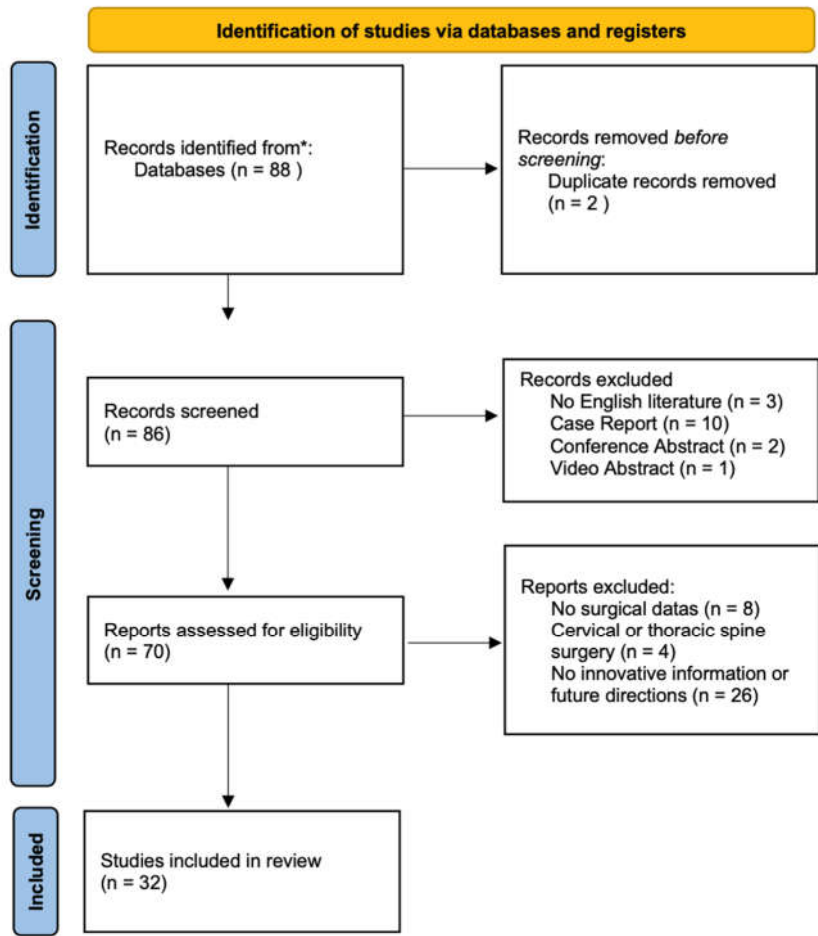 Identification of studies via databases and registers
Identification
Records identified from*:
Databases (n = 88 )
Records removed before
screening:
Duplicate records removed
(n = 2 )
Screening
Records screened
(n = 86)
Records excluded
No English literature (n = 3)
Case Report (n = 10)
Conference Abstract (n = 2)
Video Abstract (n = 1)
Reports assessed for eligibility
(n = 70)
Reports excluded:
No surgical datas (n = 8)
Cervical or thoracic spine
surgery (n = 4)
No innovative information or
future directions (n = 26)
Included
Studies included in review
(n = 32)